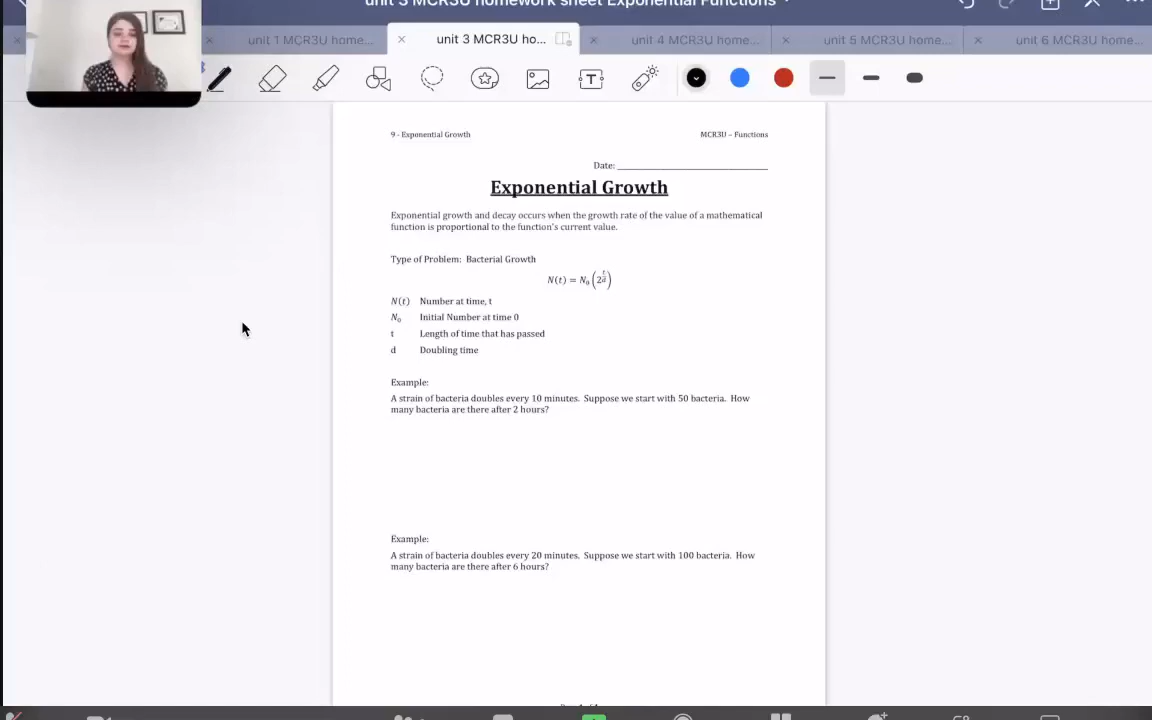 unit 3 MCR3U homework sheet Exponential Functions
unit 1 MCR3U home...
unit 3 MCR3U ho...
unit 4 MCR3U home...
unit 5 MCR3U home...
unit 6 MCR3U home...
T
9 - Exponential Growth
MCR3U – Functions
Date: ______________________________
Exponential Growth
Exponential growth and decay occurs when the growth rate of the value of a mathematical
function is proportional to the function's current value.
Type of Problem: Bacterial Growth
N(t) = N₀ (2^(t/d))
N(t) Number at time, t
N₀ Initial Number at time 0
t Length of time that has passed
d Doubling time
Example:
A strain of bacteria doubles every 10 minutes. Suppose we start with 50 bacteria. How
many bacteria are there after 2 hours?
Example:
A strain of bacteria doubles every 20 minutes. Suppose we start with 100 bacteria. How
many bacteria are there after 6 hours?